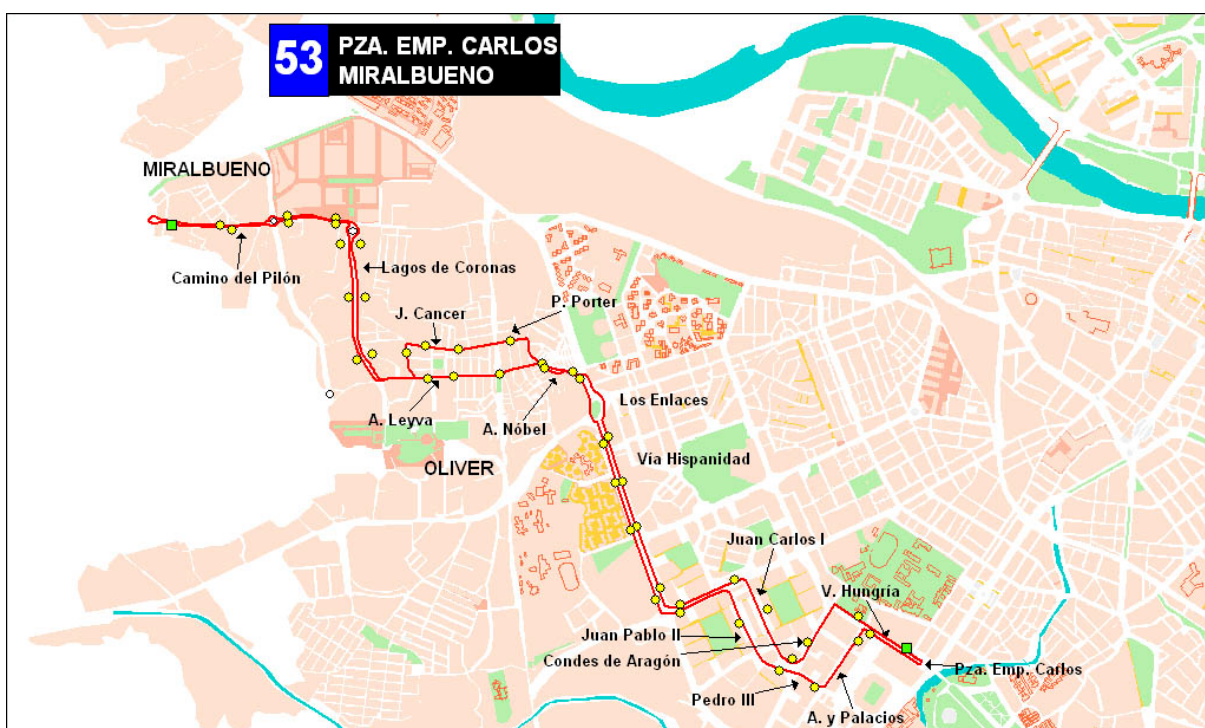 53 PZA. EMP. CARLOS
MIRALBUENO
MIRALBUENO
Camino del Pilón
Lagos de Coronas
P. Porter
J. Cancer
Los Enlaces
A. Leyva
A. Nóbel
OLIVER
Vía Hispanidad
Juan Carlos I
V. Hungría
Juan Pablo II
Condes de Aragón
Pza. Emp. Carlos
Pedro III
A. y Palacios